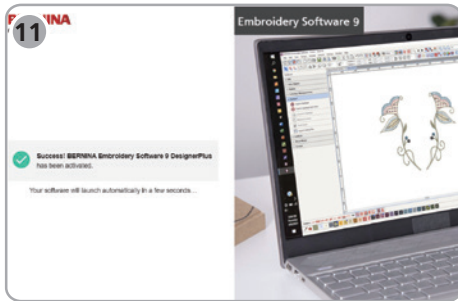 11
BERNINA
Embroidery Software 9
Success! BERNINA Embroidery Software 9 DesignerPlus
has been activated.
Your software will launch automatically in a few seconds...